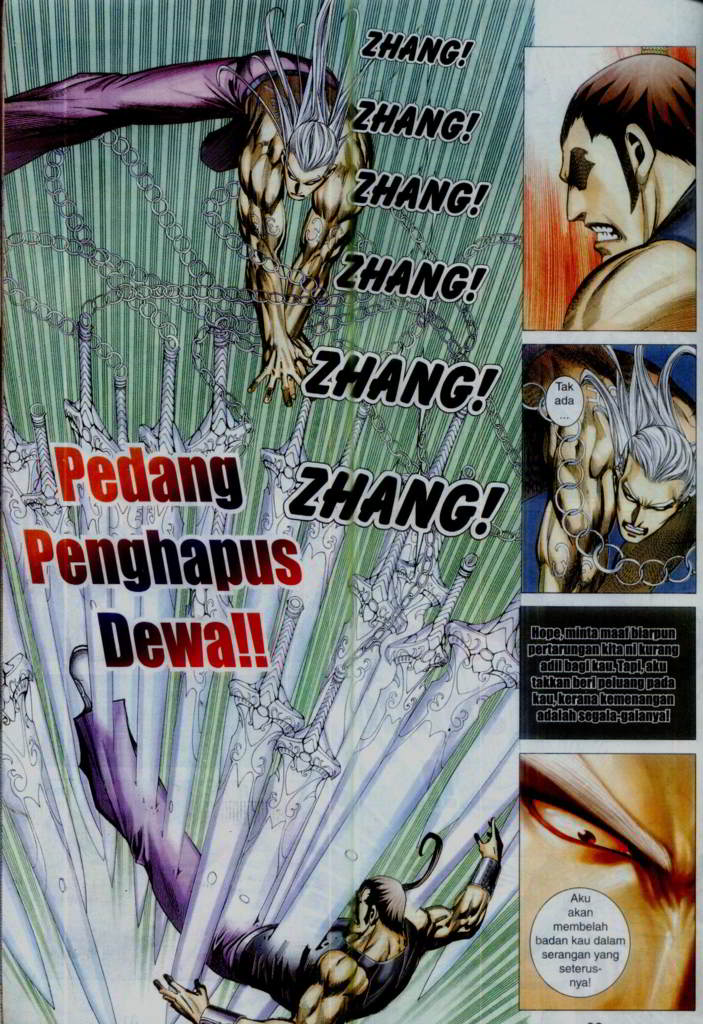 ZHANG!
ZHANG!
ZHANG!
ZHANG!
ZHANG!
ZHANG!
Pedang
Penghapus
Dewa!!
Tak
ada
...
Hope, minta maaf biarpun
pertarungan kita ni kurang
adil bagi kau. Tapi, aku
takkan beri peluang pada
kau, kerana kemenangan
adalah segala-galanya!
Aku
akan
membelah
badan kau dalam
serangan yang
seterus-
nya!